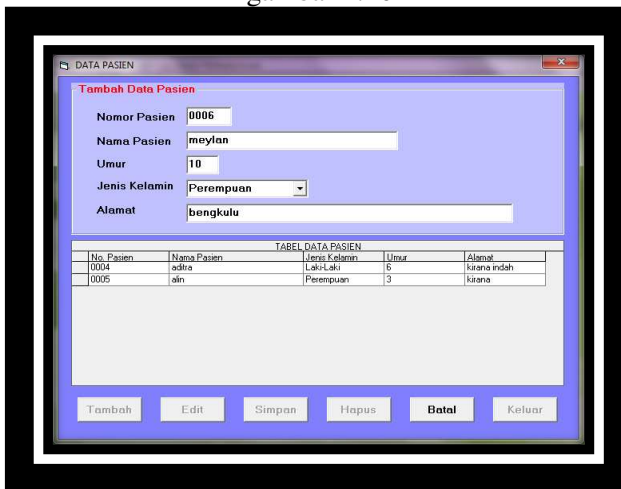 DATA PASIEN
Tambah Data Pasien
Nomor Pasien 0006
Nama Pasien meylan
Umur 10
Jenis Kelamin Perempuan
Alamat bengkulu
TABEL DATA PASIEN
No. Pasien Nama Pasien Jenis Kelamin Umur Alamat
0004 aditra Laki-Laki 6 kirana indah
0005 alin Perempuan 3 kirana
Tambah Edit Simpan Hapus Batal Keluar